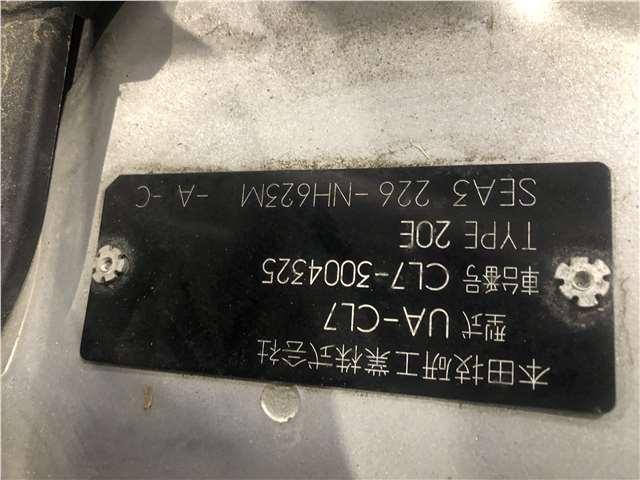 本田技研工業株式会社
型式 UA-CL7
車台番号 CL7-3004325
TYPE 20E
SEA3 226-NH623M -A -C